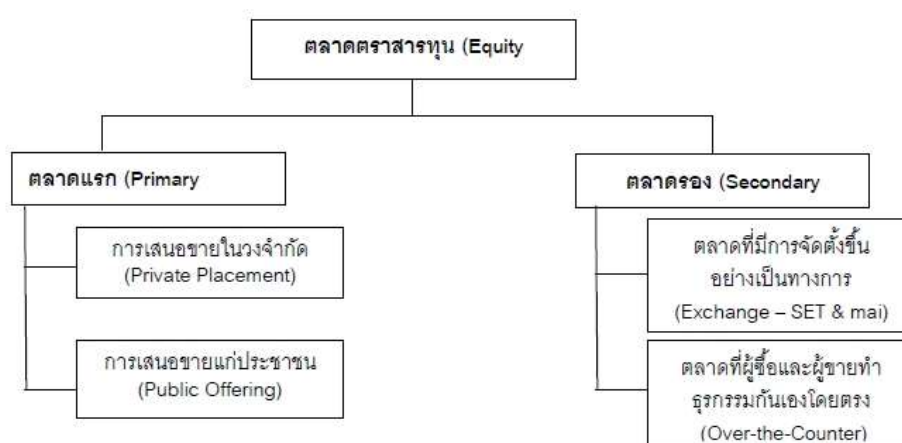 ตลาดตราสารทุน (Equity
ตลาดแรก (Primary
การเสนอขายในวงจำกัด
(Private Placement)
การเสนอขายแก่ประชาชน
(Public Offering)
ตลาดรอง (Secondary
ตลาดที่มีการจัดตั้งขึ้น
อย่างเป็นทางการ
(Exchange – SET & mai)
ตลาดที่ผู้ซื้อและผู้ขายทำ
ธุรกรรมกันเองโดยตรง
(Over-the-Counter)